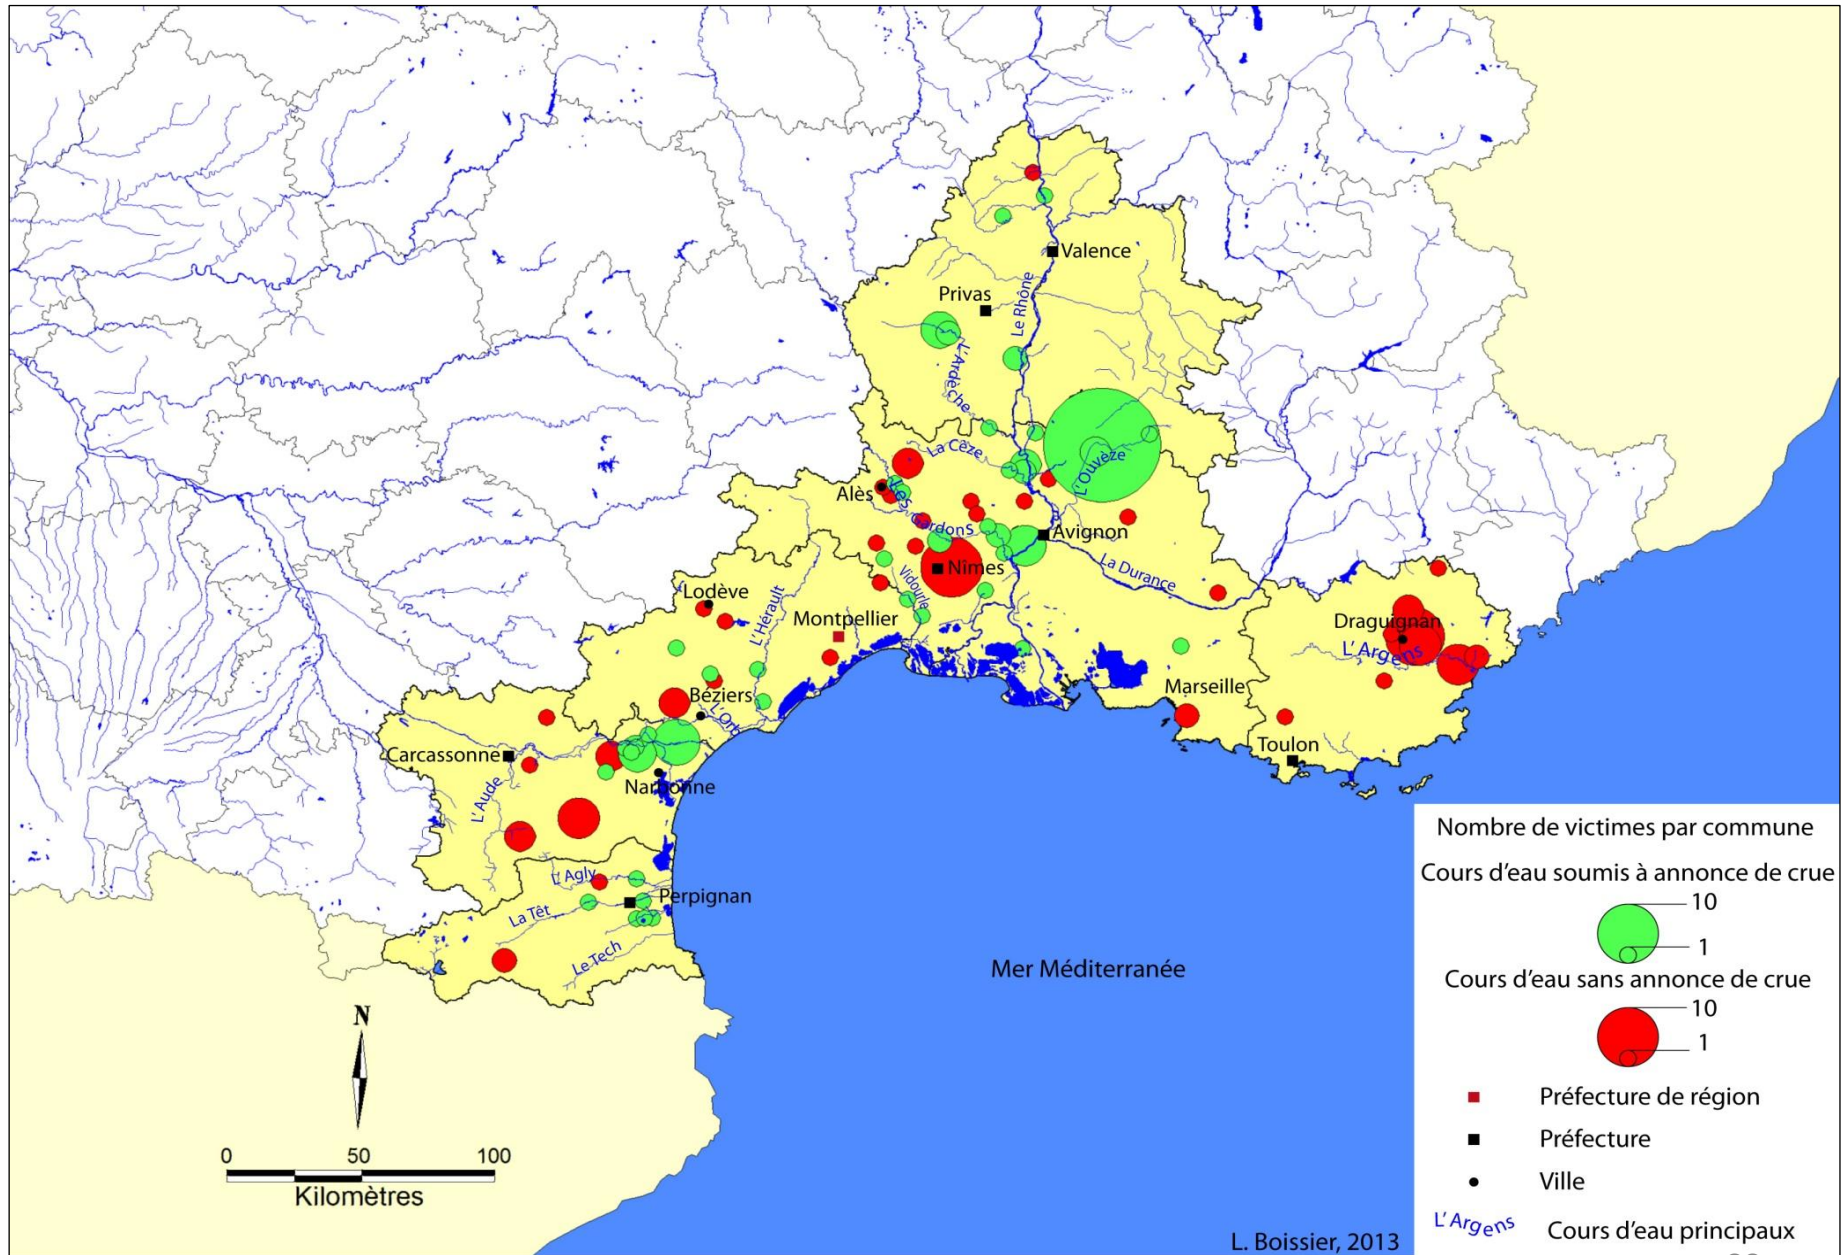 Valence
Privas
Le Rhône
L'Ardèche
La Cèze
L'Ouvèze
Alès
Les Gardons
Avignon
Nîmes
La Durance
Vidourle
Lodève
L'Hérault
Montpellier
Draguignan
L'Argens
Marseille
Béziers
L'Orb
Toulon
Carcassonne
Narbonne
L'Aude
L'Agly
Perpignan
La Têt
Le Tech
Mer Méditerranée
N
0 50 100
Kilomètres
L. Boissier, 2013
Nombre de victimes par commune
Cours d'eau soumis à annonce de crue
10
1
Cours d'eau sans annonce de crue
10
1
Préfecture de région
Préfecture
Ville
L'Argens Cours d'eau principaux